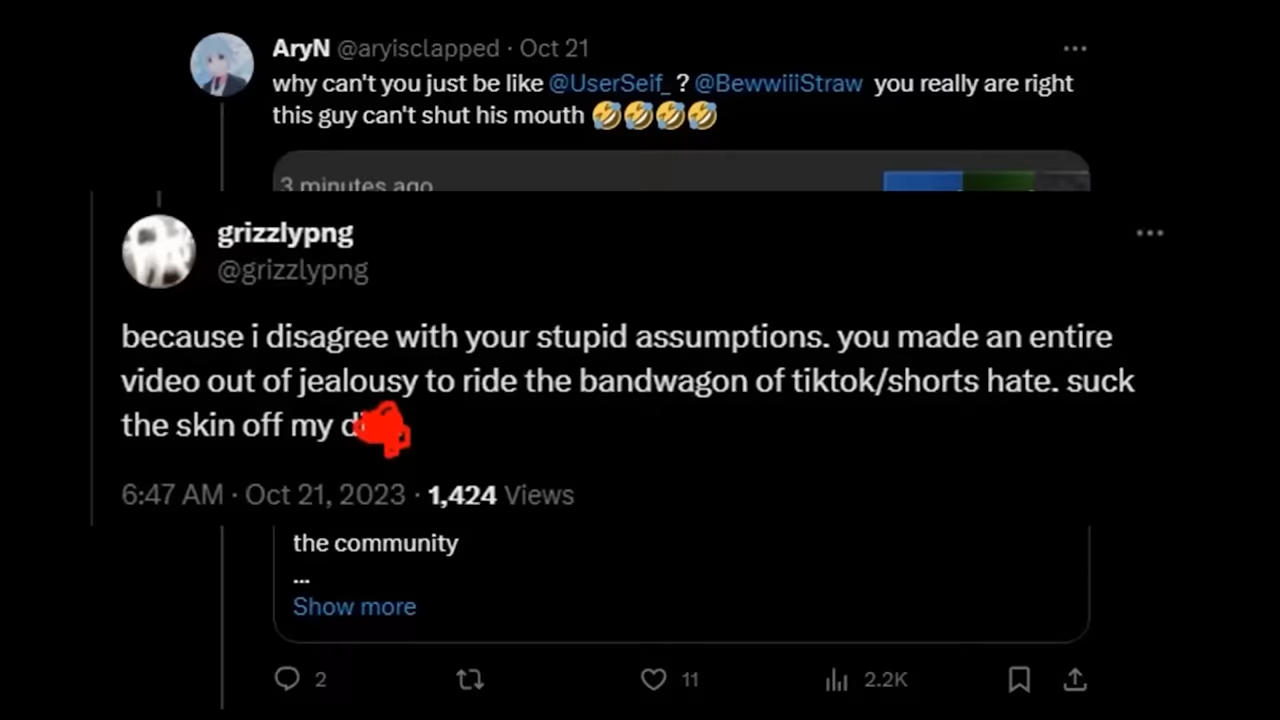 AryN @aryisclapped · Oct 21
why can't you just be like @UserSeif_ ? @BewwiiiStraw you really are right
this guy can't shut his mouth 🤣🤣🤣🤣
3 minutes ago
grizzlypng
@grizzlypng
because i disagree with your stupid assumptions. you made an entire
video out of jealousy to ride the bandwagon of tiktok/shorts hate. suck
the skin off my
6:47 AM · Oct 21, 2023 · 1,424 Views
the community
...
Show more
2 11 2.2K